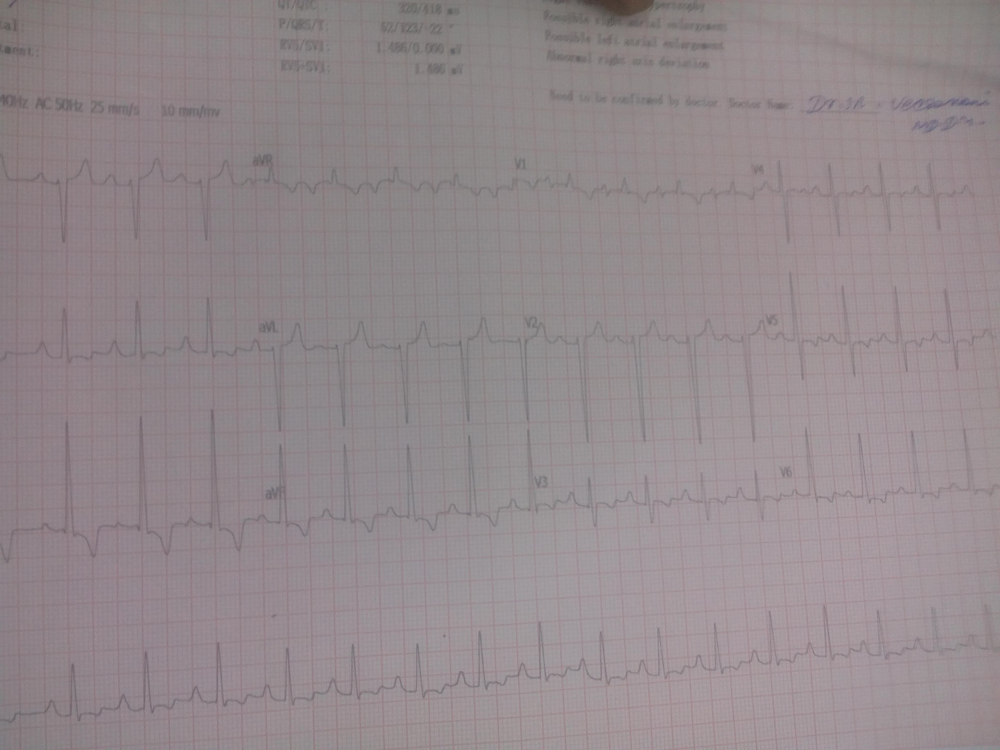 QT/QTC : 320/418 ms
P/QRS/T: 52/123/-22 °
RV5/SV1: 1.486/0.000 mV
RV5+SV1: 1.486 mV
Possible right atrial enlargement
Possible left atrial enlargement
Abnormal right axis deviation
Need to be confirmed by doctor. Doctor Name:
40Hz AC 50Hz 25 mm/s 10 mm/mv
aVR V1 V4
aVL V2 V5
aVF V3 V6